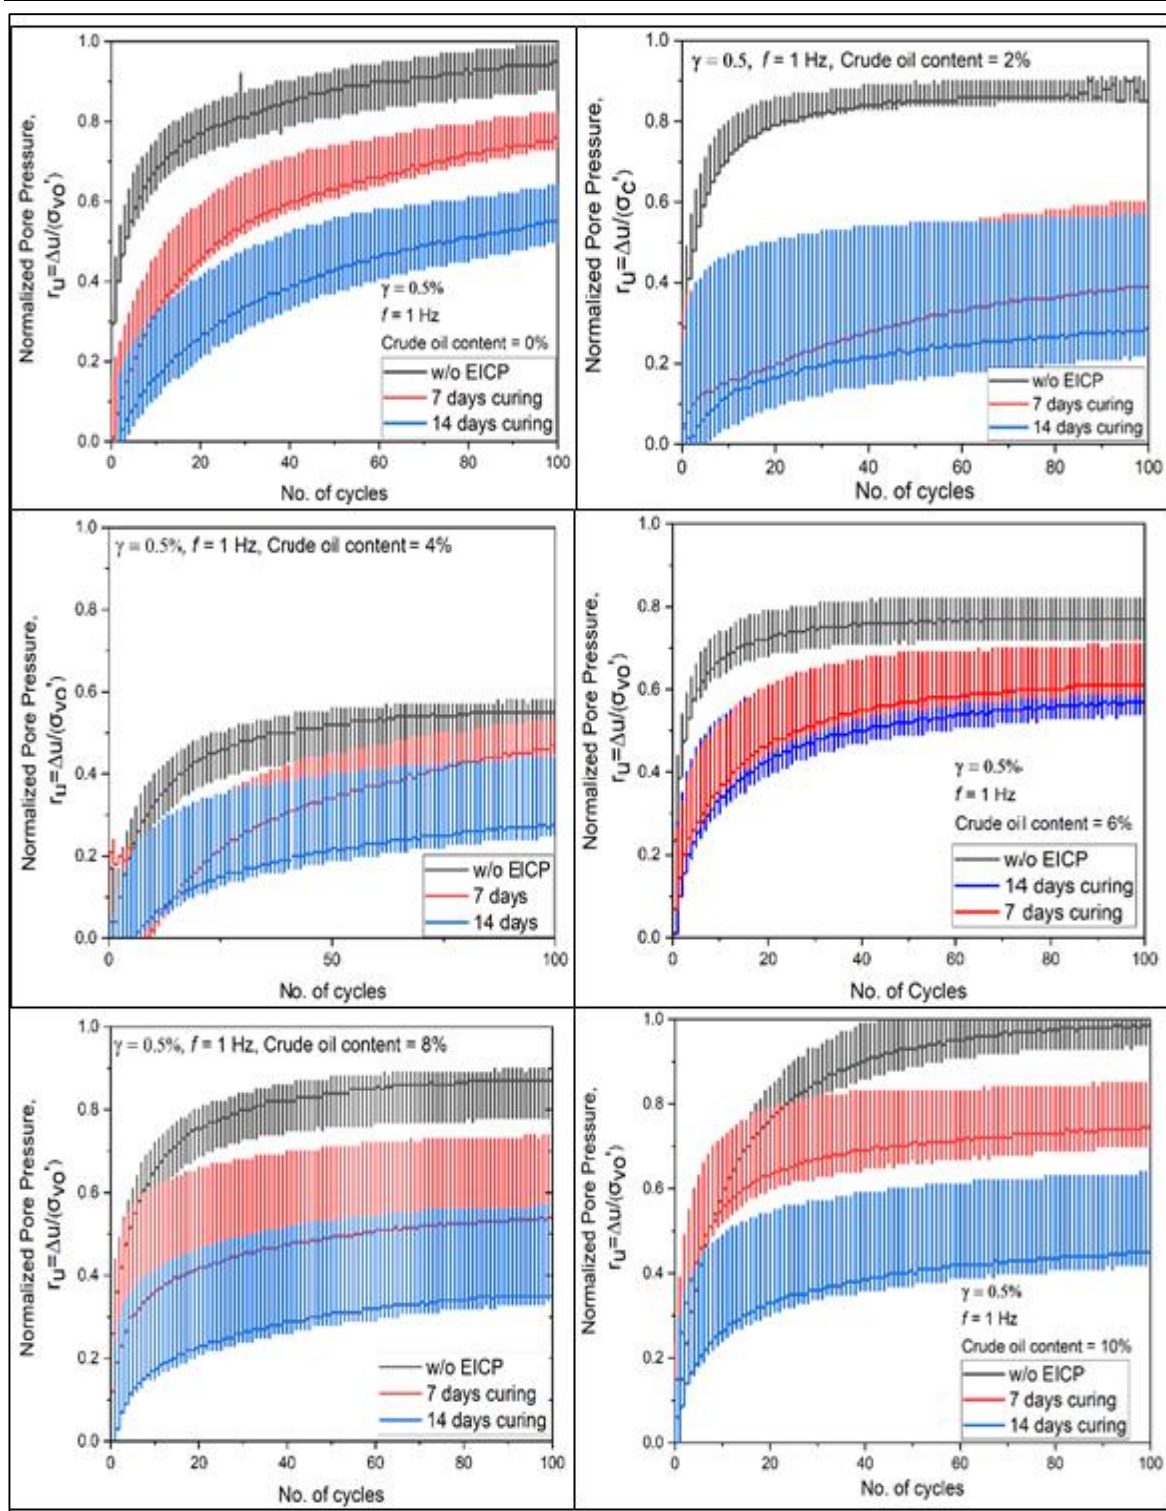 Normalized Pore Pressure,
rᵤ=Δu/(σvo')
1.0
0.8
0.6
0.4
0.2
0.0
γ = 0.5%
f = 1 Hz
Crude oil content = 0%
w/o EICP
7 days curing
14 days curing
0 20 40 60 80 100
No. of cycles
Normalized Pore Pressure,
rᵤ=Δu/(σc')
γ = 0.5, f = 1 Hz, Crude oil content = 2%
1.0
0.8
0.6
0.4
0.2
0.0
w/o EICP
7 days curing
14 days curing
0 20 40 60 80 100
No. of cycles
Normalized Pore Pressure,
rᵤ=Δu/(σvo')
γ = 0.5%, f = 1 Hz, Crude oil content = 4%
1.0
0.8
0.6
0.4
0.2
0.0
w/o EICP
7 days
14 days
0 50 100
No. of cycles
Normalized Pore Pressure,
rᵤ=Δu/(σvo')
1.0
0.8
0.6
0.4
0.2
0.0
γ = 0.5%
f = 1 Hz
Crude oil content = 6%
w/o EICP
14 days curing
7 days curing
0 20 40 60 80 100
No. of Cycles
Normalized Pore Pressure,
rᵤ=Δu/(σvo')
γ = 0.5%, f = 1 Hz, Crude oil content = 8%
1.0
0.8
0.6
0.4
0.2
0.0
w/o EICP
7 days curing
14 days curing
0 20 40 60 80 100
No. of cycles
Normalized Pore Pressure,
rᵤ=Δu/(σvo')
1.0
0.8
0.6
0.4
0.2
0.0
γ = 0.5%
f = 1 Hz
Crude oil content = 10%
w/o EICP
7 days curing
14 days curing
0 20 40 60 80 100
No. of cycles